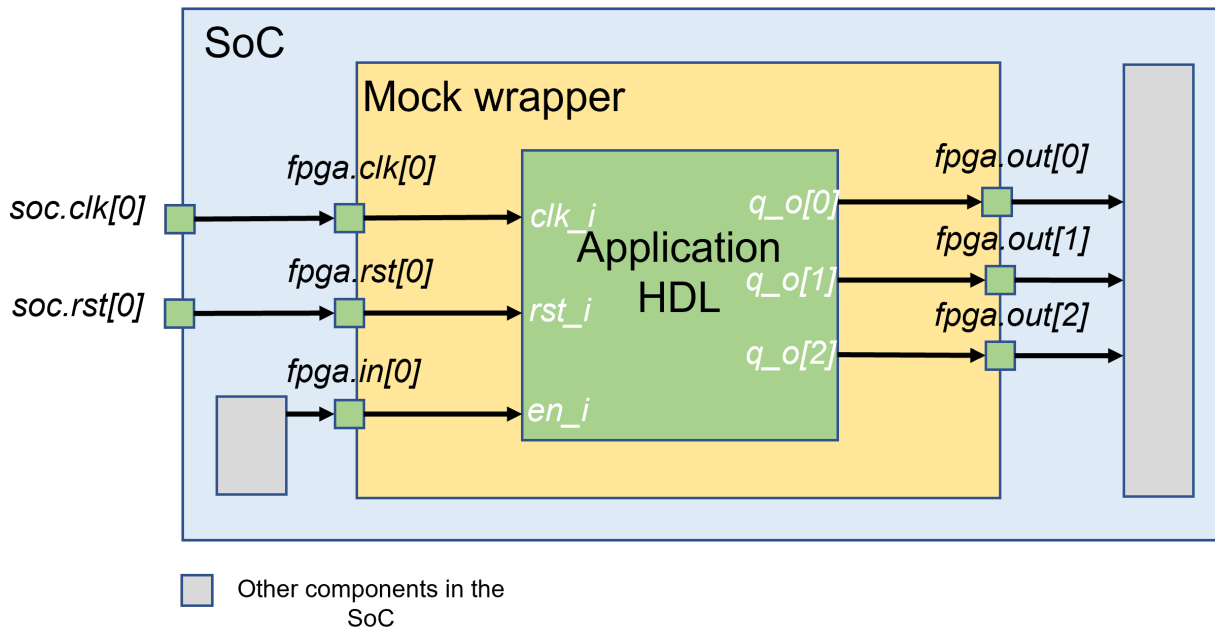 SoC
Mock wrapper
fpga.clk[0]
fpga.out[0]
soc.clk[0]
clk_i
q_o[0]
Application
HDL
fpga.rst[0]
fpga.out[1]
q_o[1]
soc.rst[0]
rst_i
fpga.out[2]
q_o[2]
fpga.in[0]
en_i
Other components in the
SoC